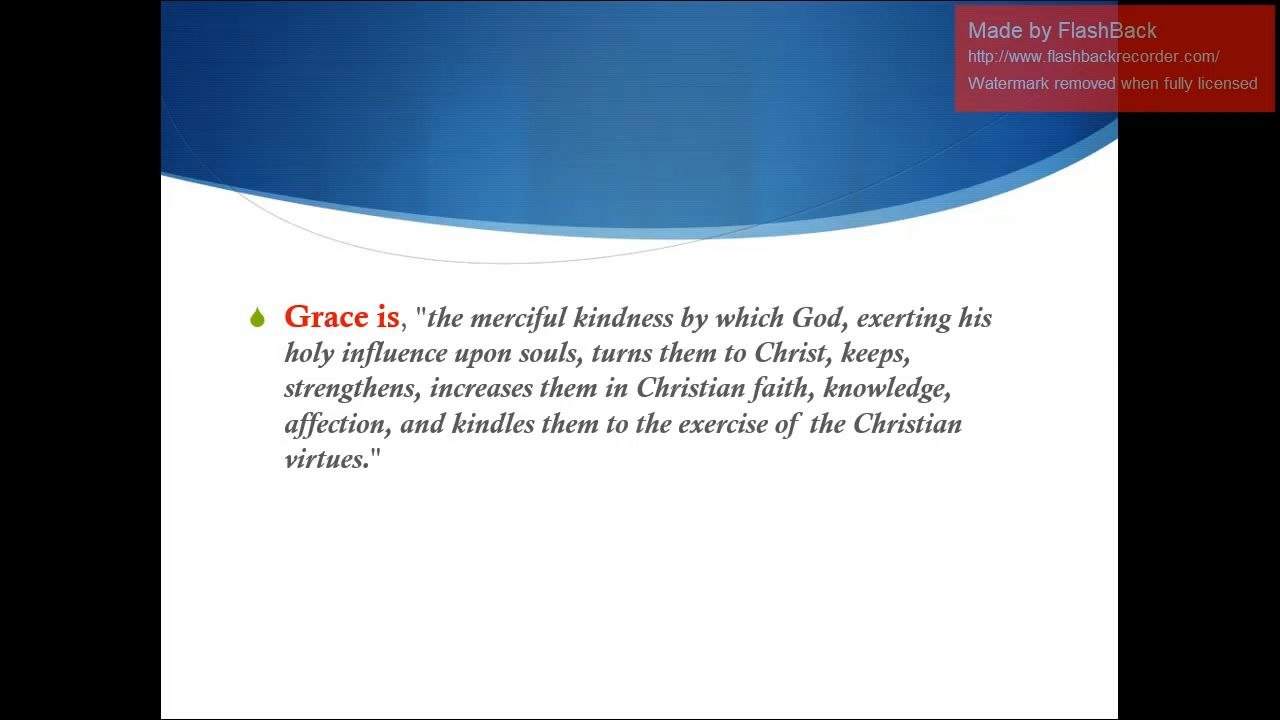 Made by FlashBack
http://www.flashbackrecorder.com/
Watermark removed when fully licensed
Grace is, "the merciful kindness by which God, exerting his
holy influence upon souls, turns them to Christ, keeps,
strengthens, increases them in Christian faith, knowledge,
affection, and kindles them to the exercise of the Christian
virtues."